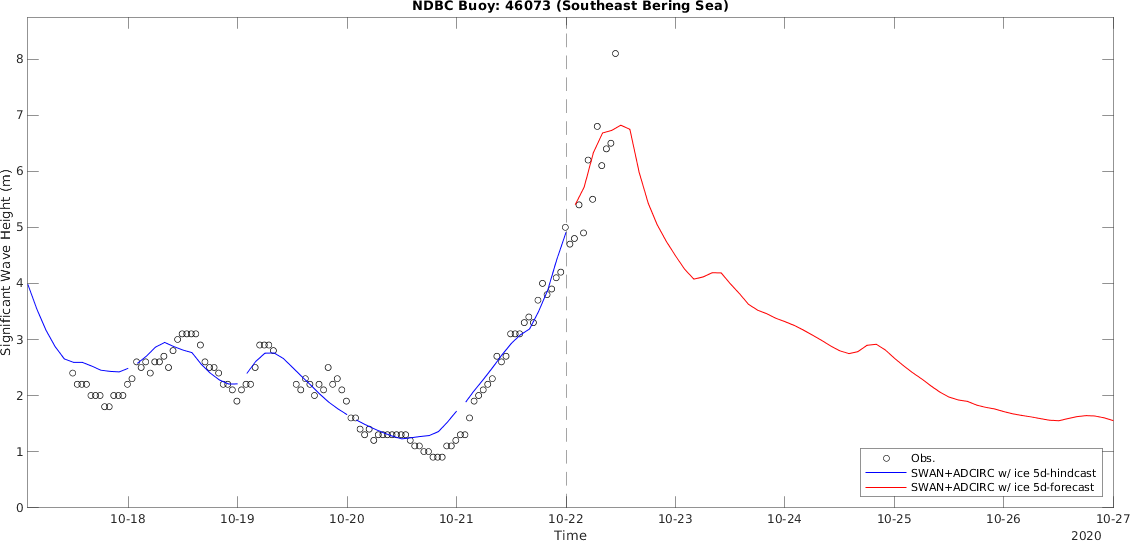 NDBC Buoy: 46073 (Southeast Bering Sea)
Significant Wave Height (m)
8
7
6
5
4
3
2
1
0
10-18 10-19 10-20 10-21 10-22 10-23 10-24 10-25 10-26 10-27
Time
2020
Obs.
SWAN+ADCIRC w/ ice 5d-hindcast
SWAN+ADCIRC w/ ice 5d-forecast